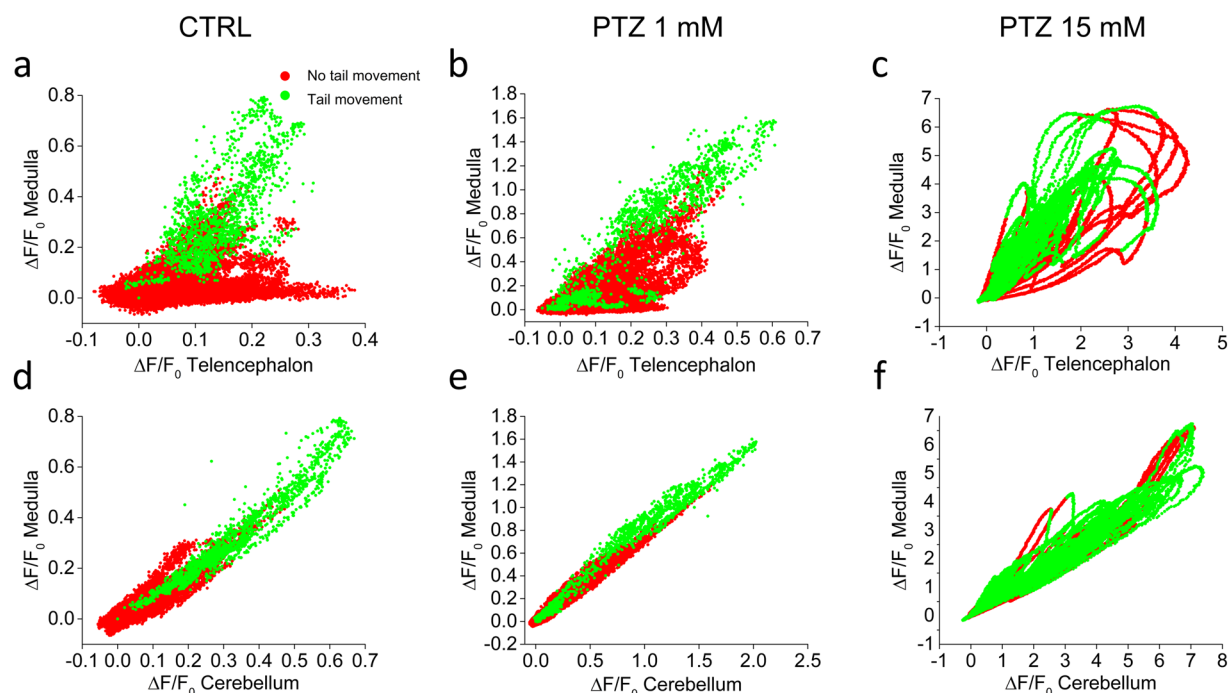 CTRL
PTZ 1 mM
PTZ 15 mM
a
No tail movement
Tail movement
0.8
0.6
0.4
0.2
0.0
-0.1 0.0 0.1 0.2 0.3 0.4
ΔF/F0 Medulla
ΔF/F0 Telencephalon
b
1.8
1.6
1.4
1.2
1.0
0.8
0.6
0.4
0.2
0.0
-0.1 0.0 0.1 0.2 0.3 0.4 0.5 0.6 0.7
ΔF/F0 Medulla
ΔF/F0 Telencephalon
c
7
6
5
4
3
2
1
0
-1
-1 0 1 2 3 4 5
ΔF/F0 Medulla
ΔF/F0 Telencephalon
d
0.8
0.6
0.4
0.2
0.0
-0.1 0.0 0.1 0.2 0.3 0.4 0.5 0.6 0.7
ΔF/F0 Medulla
ΔF/F0 Cerebellum
e
1.8
1.6
1.4
1.2
1.0
0.8
0.6
0.4
0.2
0.0
-0.2
0.0 0.5 1.0 1.5 2.0 2.5
ΔF/F0 Medulla
ΔF/F0 Cerebellum
f
7
6
5
4
3
2
1
0
-1
-1 0 1 2 3 4 5 6 7 8
ΔF/F0 Medulla
ΔF/F0 Cerebellum